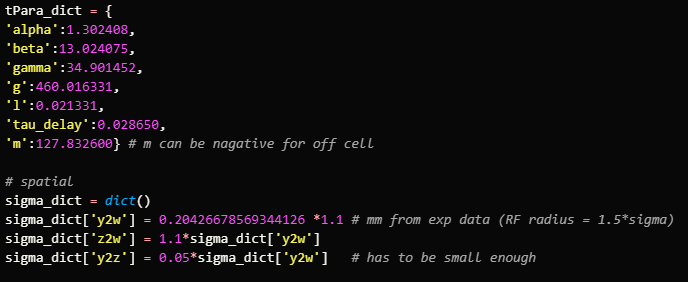 tPara_dict = {
'alpha':1.302408,
'beta':13.024075,
'gamma':34.901452,
'g':460.016331,
'l':0.021331,
'tau_delay':0.028650,
'm':127.832600} # m can be nagative for off cell
# spatial
sigma_dict = dict()
sigma_dict['y2w'] = 0.20426678569344126 *1.1 # mm from exp data (RF radius = 1.5*sigma)
sigma_dict['z2w'] = 1.1*sigma_dict['y2w']
sigma_dict['y2z'] = 0.05*sigma_dict['y2w']   # has to be small enough